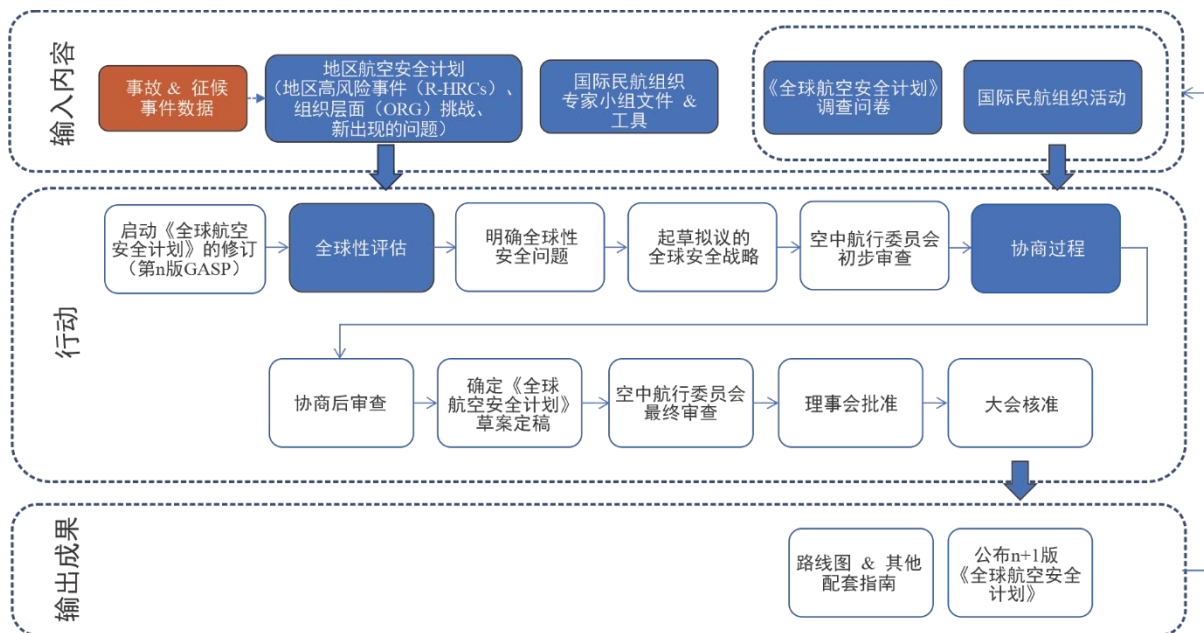 输入内容
事故 & 征候
事件数据
地区航空安全计划
（地区高风险事件（R-HRCs）、
组织层面（ORG）挑战、
新出现的问题）
国际民航组织
专家小组文件 &
工具
《全球航空安全计划》
调查问卷
国际民航组织活动
行动
启动《全球航空
安全计划》的修订
（第n版GASP）
全球性评估
明确全球性
安全问题
起草拟议的
全球安全战略
空中航行委员会
初步审查
协商过程
协商后审查
确定《全球
航空安全计划》
草案定稿
空中航行委员会
最终审查
理事会批准
大会核准
输出成果
路线图 & 其他
配套指南
公布n+1版
《全球航空安全
计划》